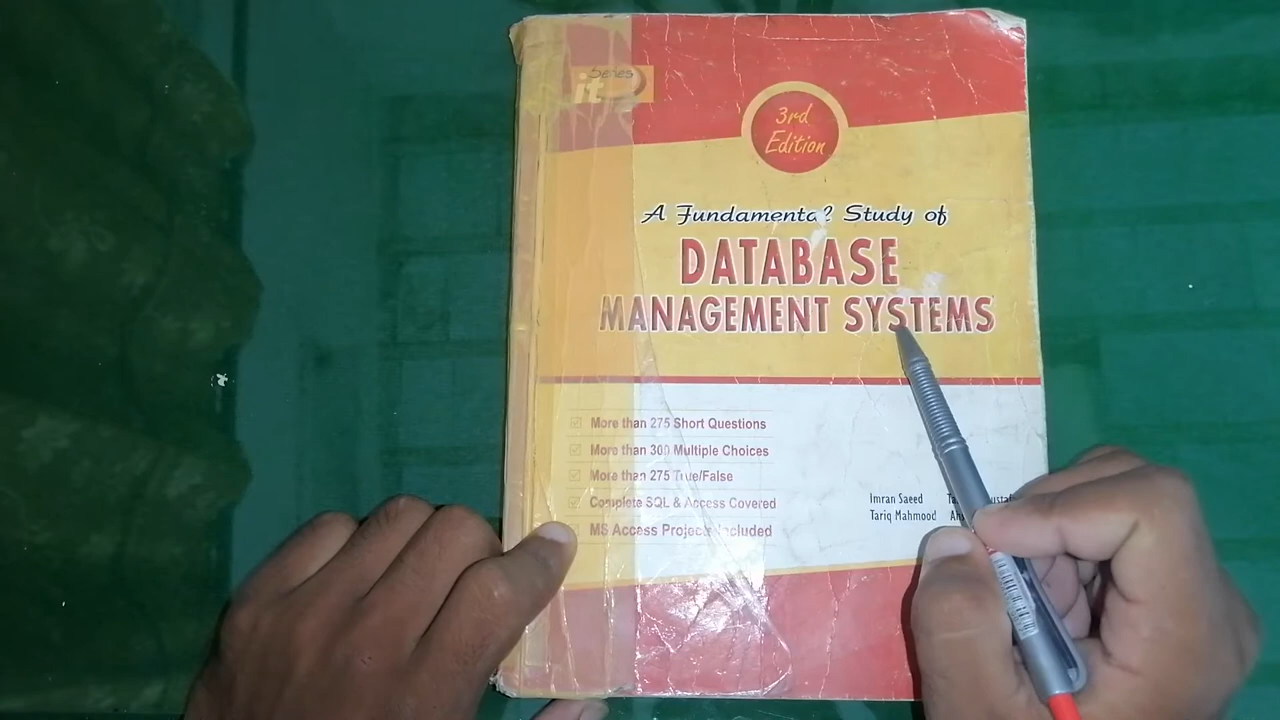 Series
it
3rd
Edition
A Fundamental Study of
DATABASE
MANAGEMENT SYSTEMS
More than 275 Short Questions
More than 300 Multiple Choices
More than 275 True/False
Complete SQL & Access Covered
MS Access Projects Included
Imran Saeed
Tariq Mahmood